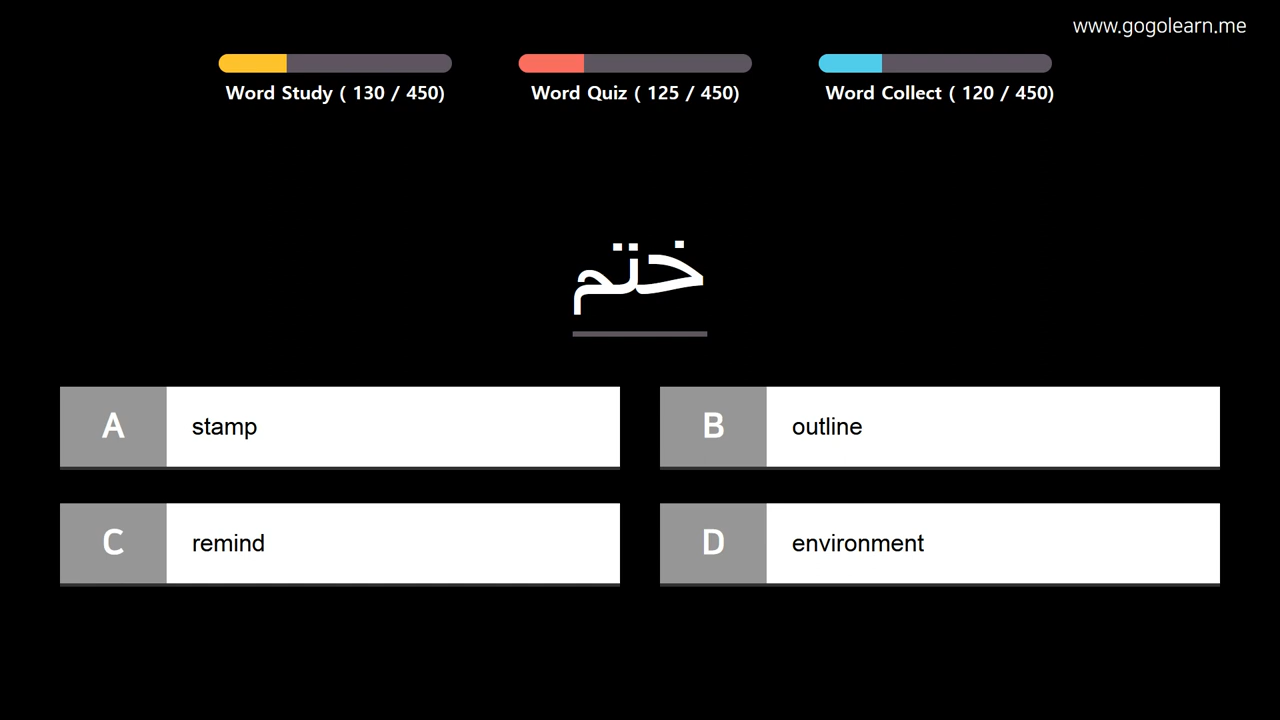 www.gogolearn.me
Word Study ( 130 / 450)
Word Quiz ( 125 / 450)
Word Collect ( 120 / 450)
ختم
A stamp
B outline
C remind
D environment